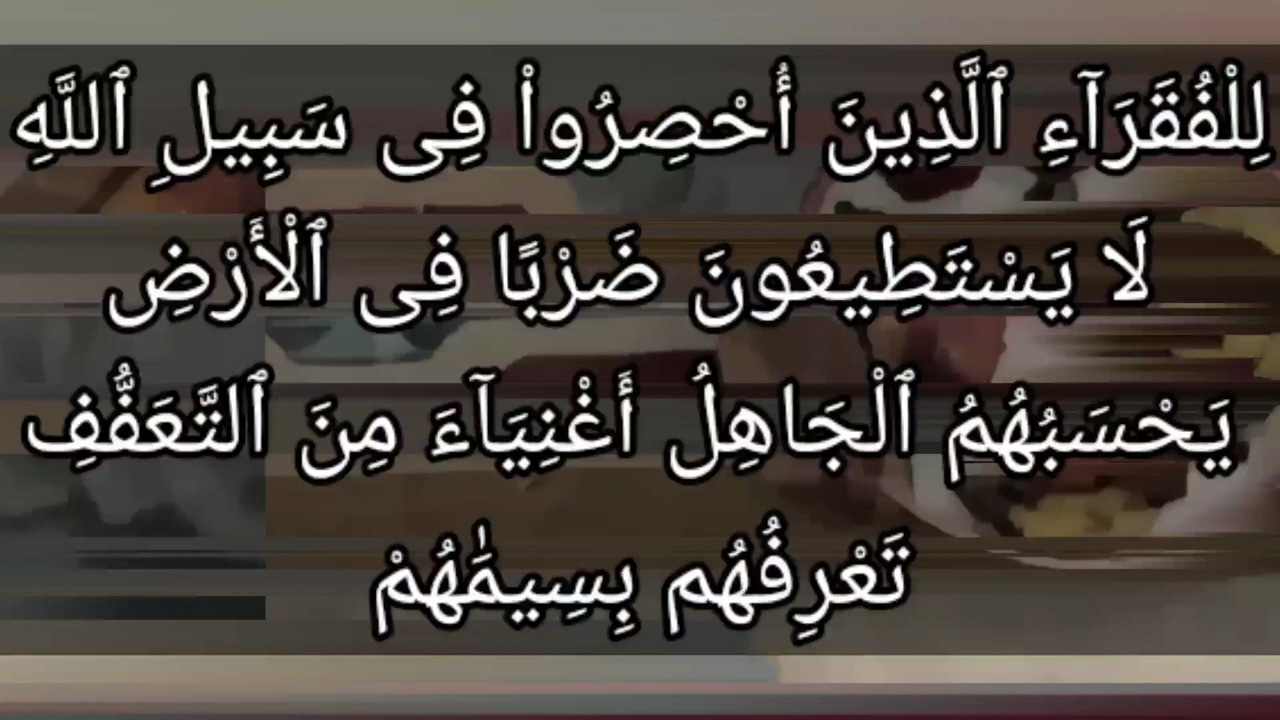 لِلْفُقَرَآءِ ٱلَّذِينَ أُحْصِرُوا۟ فِى سَبِيلِ ٱللَّهِ
لَا يَسْتَطِيعُونَ ضَرْبًا فِى ٱلْأَرْضِ
يَحْسَبُهُمُ ٱلْجَاهِلُ أَغْنِيَآءَ مِنَ ٱلتَّعَفُّفِ
تَعْرِفُهُم بِسِيمَٰهُمْ